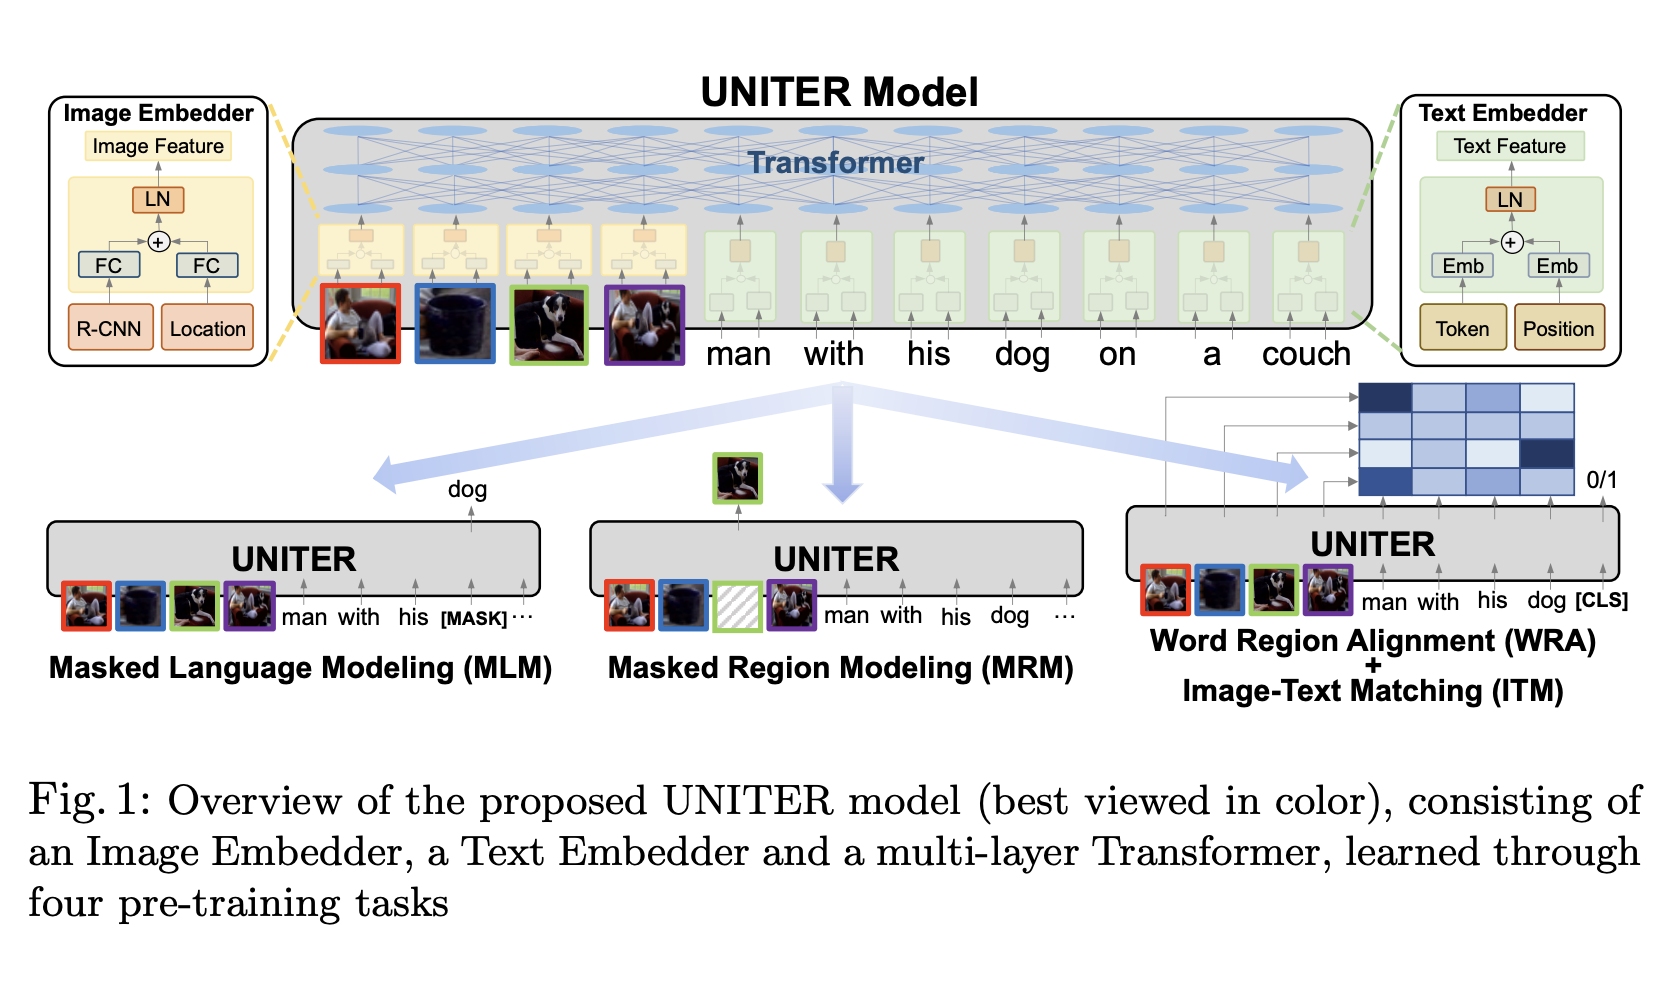 UNITER Model
Image Embedder
Image Feature
LN
+
FC FC
R-CNN Location
Transformer
man with his dog on a couch
Text Embedder
Text Feature
LN
+
Emb Emb
Token Position
dog
UNITER
man with his [MASK] ...
Masked Language Modeling (MLM)
UNITER
man with his dog ...
Masked Region Modeling (MRM)
0/1
UNITER
man with his dog [CLS]
Word Region Alignment (WRA)
+
Image-Text Matching (ITM)
Fig. 1: Overview of the proposed UNITER model (best viewed in color), consisting of
an Image Embedder, a Text Embedder and a multi-layer Transformer, learned through
four pre-training tasks